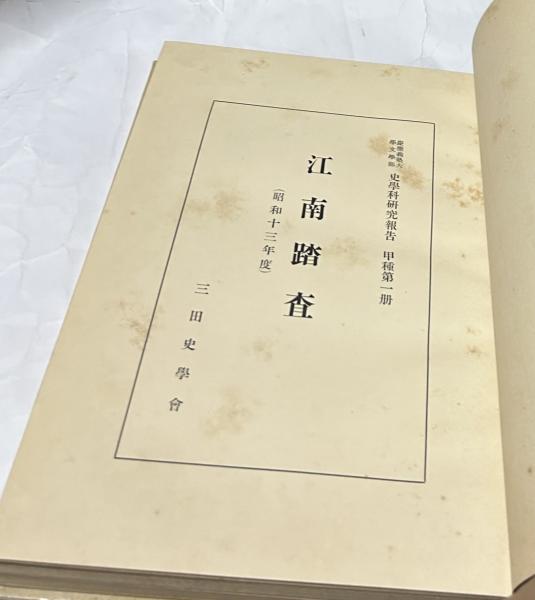 慶應義塾大學文學部 史學科研究報告 甲種第一册
江南踏査
(昭和十三年度)
三田史學會